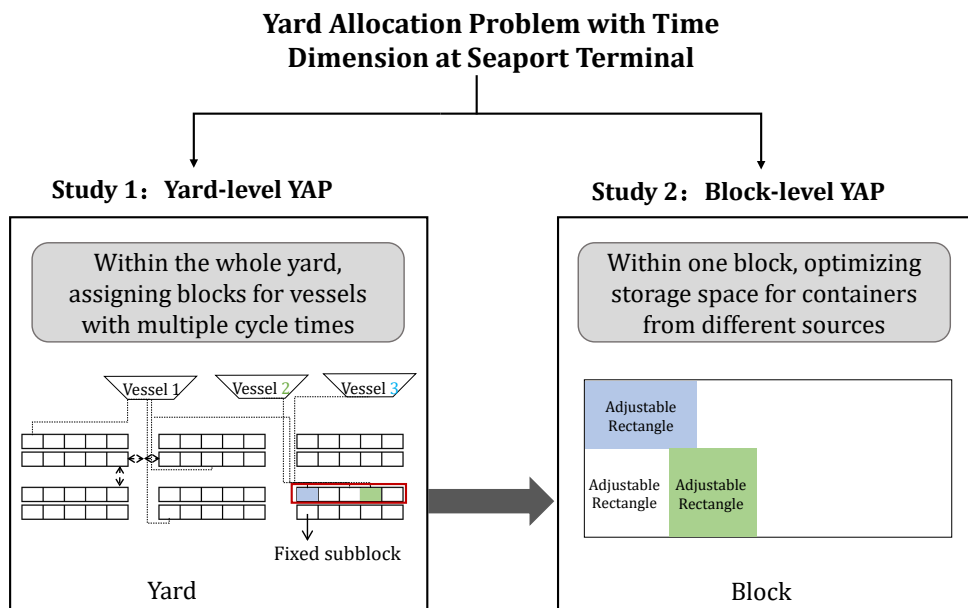 Yard Allocation Problem with Time
Dimension at Seaport Terminal
Study 1：Yard-level YAP
Within the whole yard,
assigning blocks for vessels
with multiple cycle times
Vessel 1
Vessel 2
Vessel 3
Fixed subblock
Yard
Study 2：Block-level YAP
Within one block, optimizing
storage space for containers
from different sources
Adjustable
Rectangle
Adjustable
Rectangle
Adjustable
Rectangle
Block